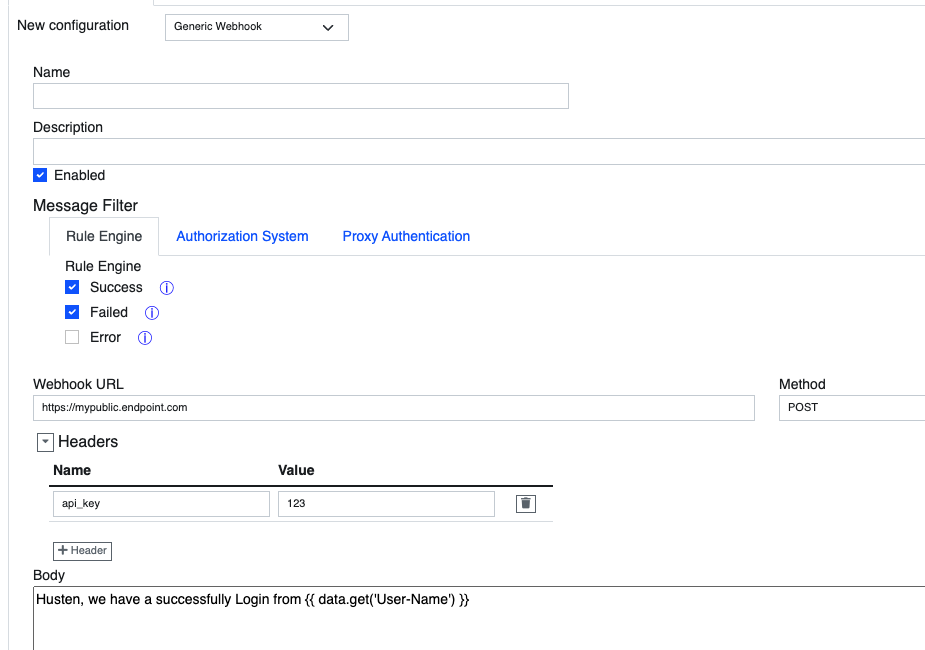 New configuration
Generic Webhook
Name
Description
Enabled
Message Filter
Rule Engine
Authorization System
Proxy Authentication
Rule Engine
Success
Failed
Error
Webhook URL
Method
https://mypublic.endpoint.com
POST
Headers
Name
Value
api_key
123
+ Header
Body
Husten, we have a successfully Login from {{ data.get('User-Name') }}